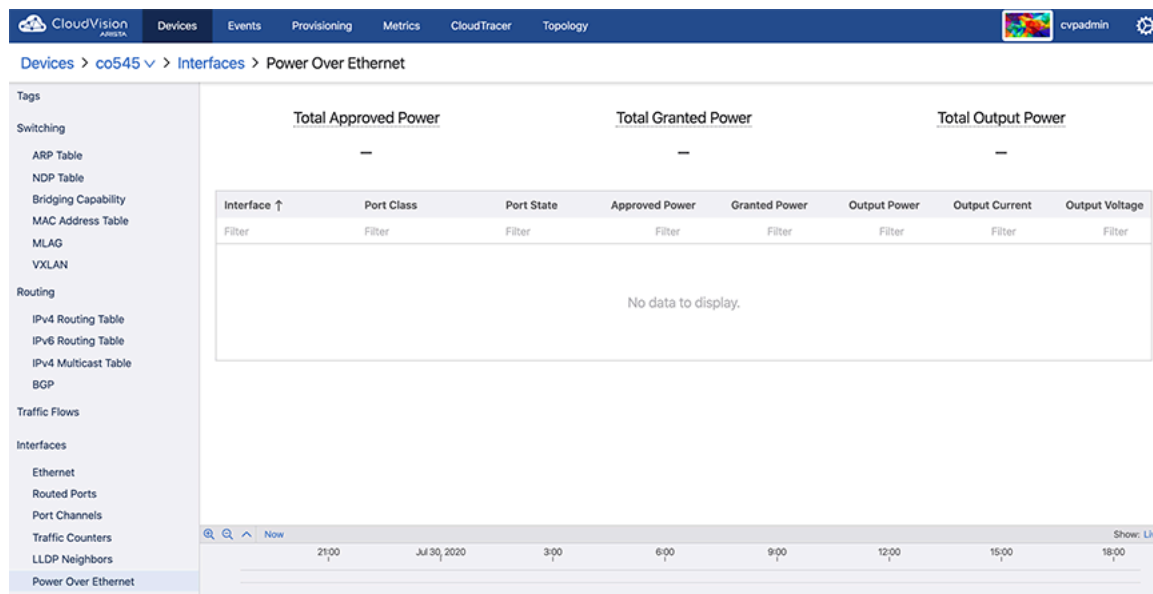 CloudVision
ARISTA
Devices Events Provisioning Metrics CloudTracer Topology cvpadmin
Devices > co545 > Interfaces > Power Over Ethernet
Tags
Switching
ARP Table
NDP Table
Bridging Capability
MAC Address Table
MLAG
VXLAN
Routing
IPv4 Routing Table
IPv6 Routing Table
IPv4 Multicast Table
BGP
Traffic Flows
Interfaces
Ethernet
Routed Ports
Port Channels
Traffic Counters
LLDP Neighbors
Power Over Ethernet
Total Approved Power Total Granted Power Total Output Power
— — —
Interface ↑ Port Class Port State Approved Power Granted Power Output Power Output Current Output Voltage
Filter Filter Filter Filter Filter Filter Filter Filter
No data to display.
Now Show: Li
21:00 Jul 30, 2020 3:00 6:00 9:00 12:00 15:00 18:00